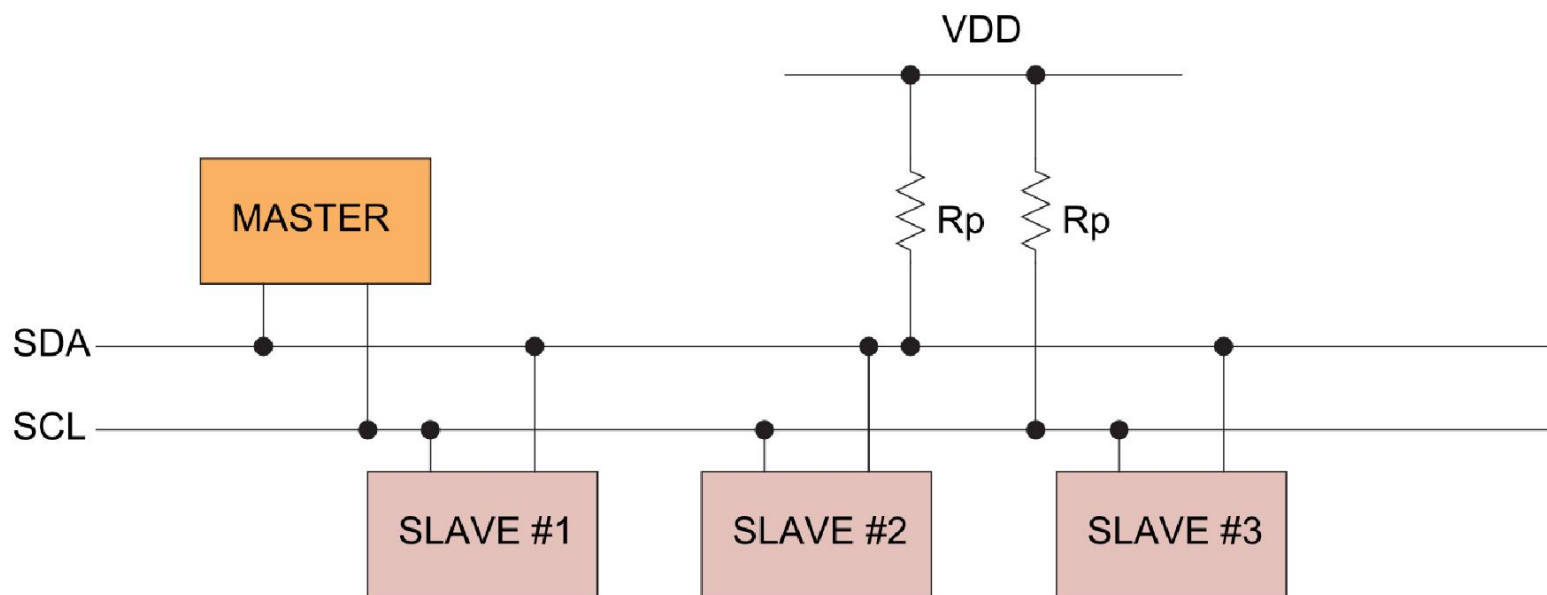 VDD
MASTER
Rp
Rp
SDA
SCL
SLAVE #1
SLAVE #2
SLAVE #3